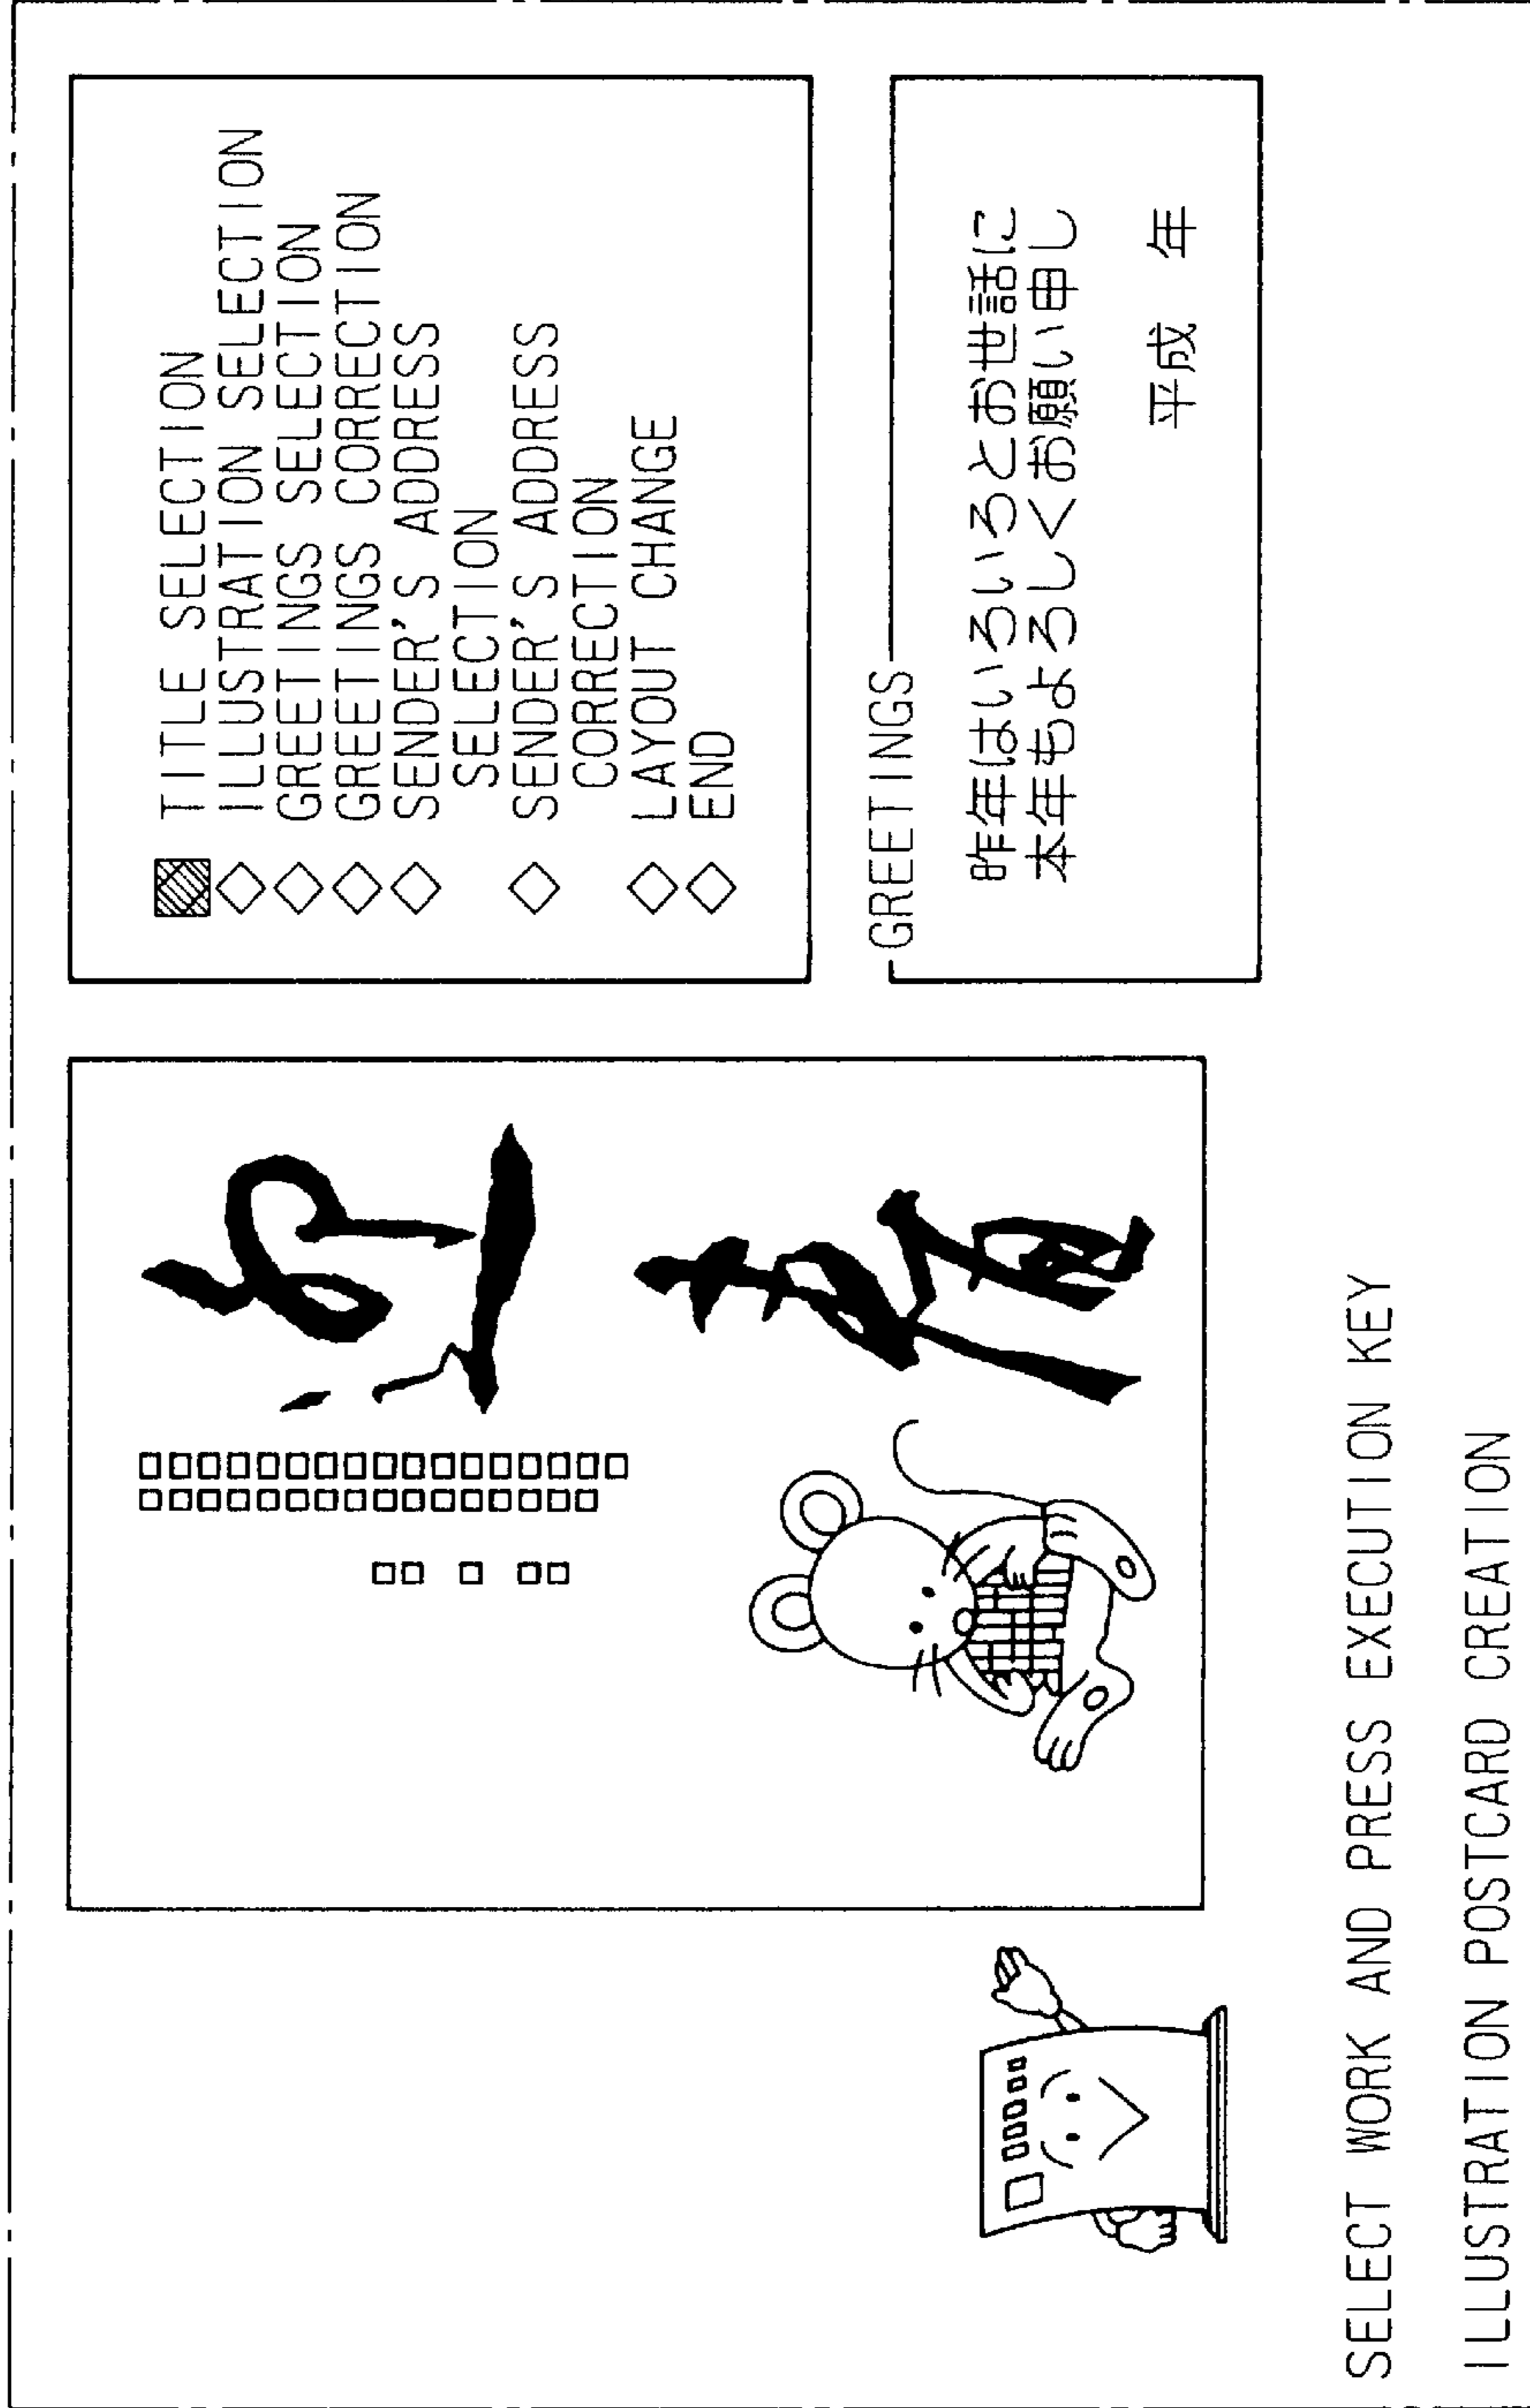 TITLE SELECTION
ILLUSTRATION SELECTION
GREETINGS SELECTION
GREETINGS CORRECTION
SENDER'S ADDRESS
SELECTION
SENDER'S ADDRESS
CORRECTION
LAYOUT CHANGE
END
GREETINGS
昨年はいろいろとお世話に
本年もよろしくお願い申し
平成　年
SELECT WORK AND PRESS EXECUTION KEY
ILLUSTRATION POSTCARD CREATION